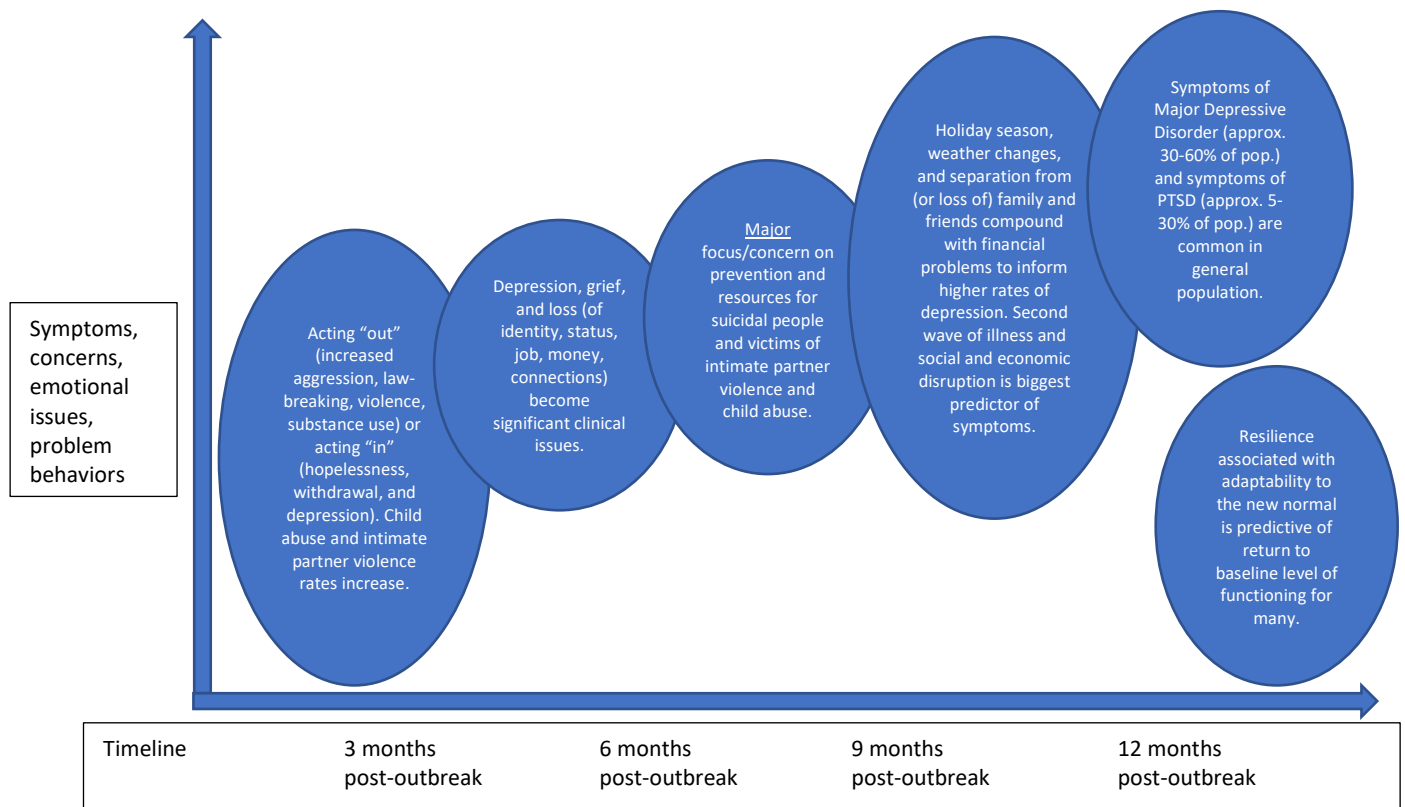 Symptoms,
concerns,
emotional
issues,
problem
behaviors
Acting “out”
(increased
aggression, law-
breaking, violence,
substance use) or
acting “in”
(hopelessness,
withdrawal, and
depression). Child
abuse and intimate
partner violence
rates increase.
Depression, grief,
and loss (of
identity, status,
job, money,
connections)
become
significant clinical
issues.
Major
focus/concern on
prevention and
resources for
suicidal people
and victims of
intimate partner
violence and
child abuse.
Holiday season,
weather changes,
and separation from
(or loss of) family and
friends compound
with financial
problems to inform
higher rates of
depression. Second
wave of illness and
social and economic
disruption is biggest
predictor of
symptoms.
Symptoms of
Major Depressive
Disorder (approx.
30-60% of pop.)
and symptoms of
PTSD (approx. 5-
30% of pop.) are
common in
general
population.
Resilience
associated with
adaptability to
the new normal
is predictive of
return to
baseline level of
functioning for
many.
Timeline
3 months
post-outbreak
6 months
post-outbreak
9 months
post-outbreak
12 months
post-outbreak